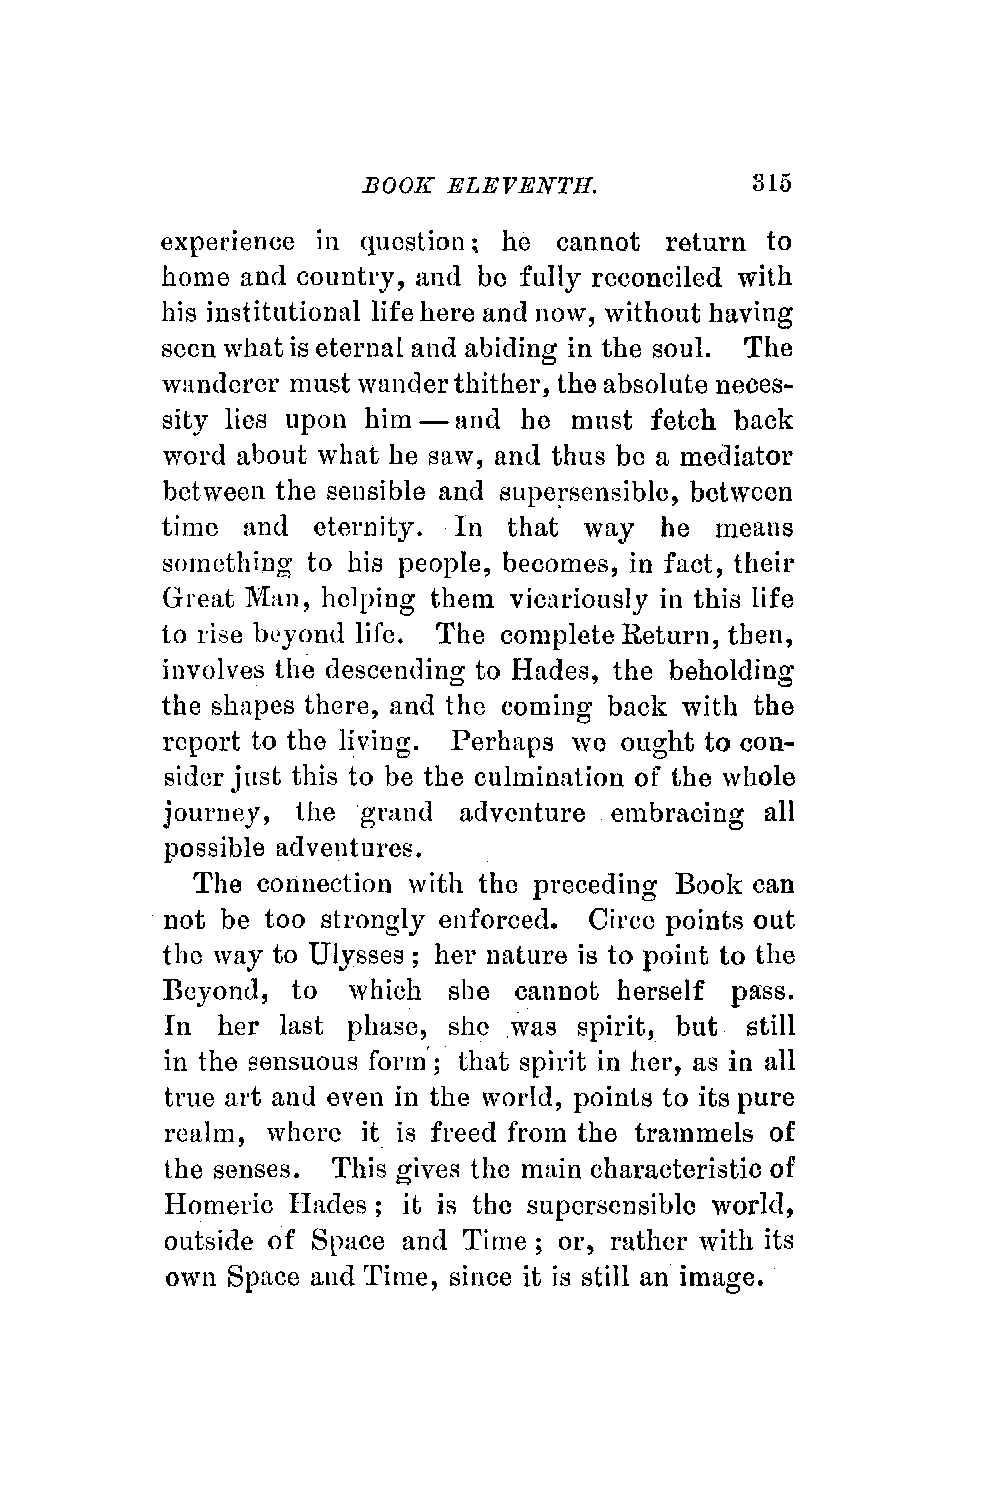 BOOK ELEVENTH. 315
experience in question; he cannot return to
home and country, and be fully reconciled with
his institutional life here and now, without having
seen what is eternal and abiding in the soul. The
wanderer must wander thither, the absolute neces-
sity lies upon him — and he must fetch back
word about what he saw, and thus be a mediator
between the sensible and supersensible, between
time and eternity. In that way he means
something to his people, becomes, in fact, their
Great Man, helping them vicariously in this life
to rise beyond life. The complete Return, then,
involves the descending to Hades, the beholding
the shapes there, and the coming back with the
report to the living. Perhaps we ought to con-
sider just this to be the culmination of the whole
journey, the grand adventure embracing all
possible adventures.
The connection with the preceding Book can
not be too strongly enforced. Circe points out
the way to Ulysses; her nature is to point to the
Beyond, to which she cannot herself pass.
In her last phase, she was spirit, but still
in the sensuous form; that spirit in her, as in all
true art and even in the world, points to its pure
realm, where it is freed from the trammels of
the senses. This gives the main characteristic of
Homeric Hades; it is the supersensible world,
outside of Space and Time; or, rather with its
own Space and Time, since it is still an image.